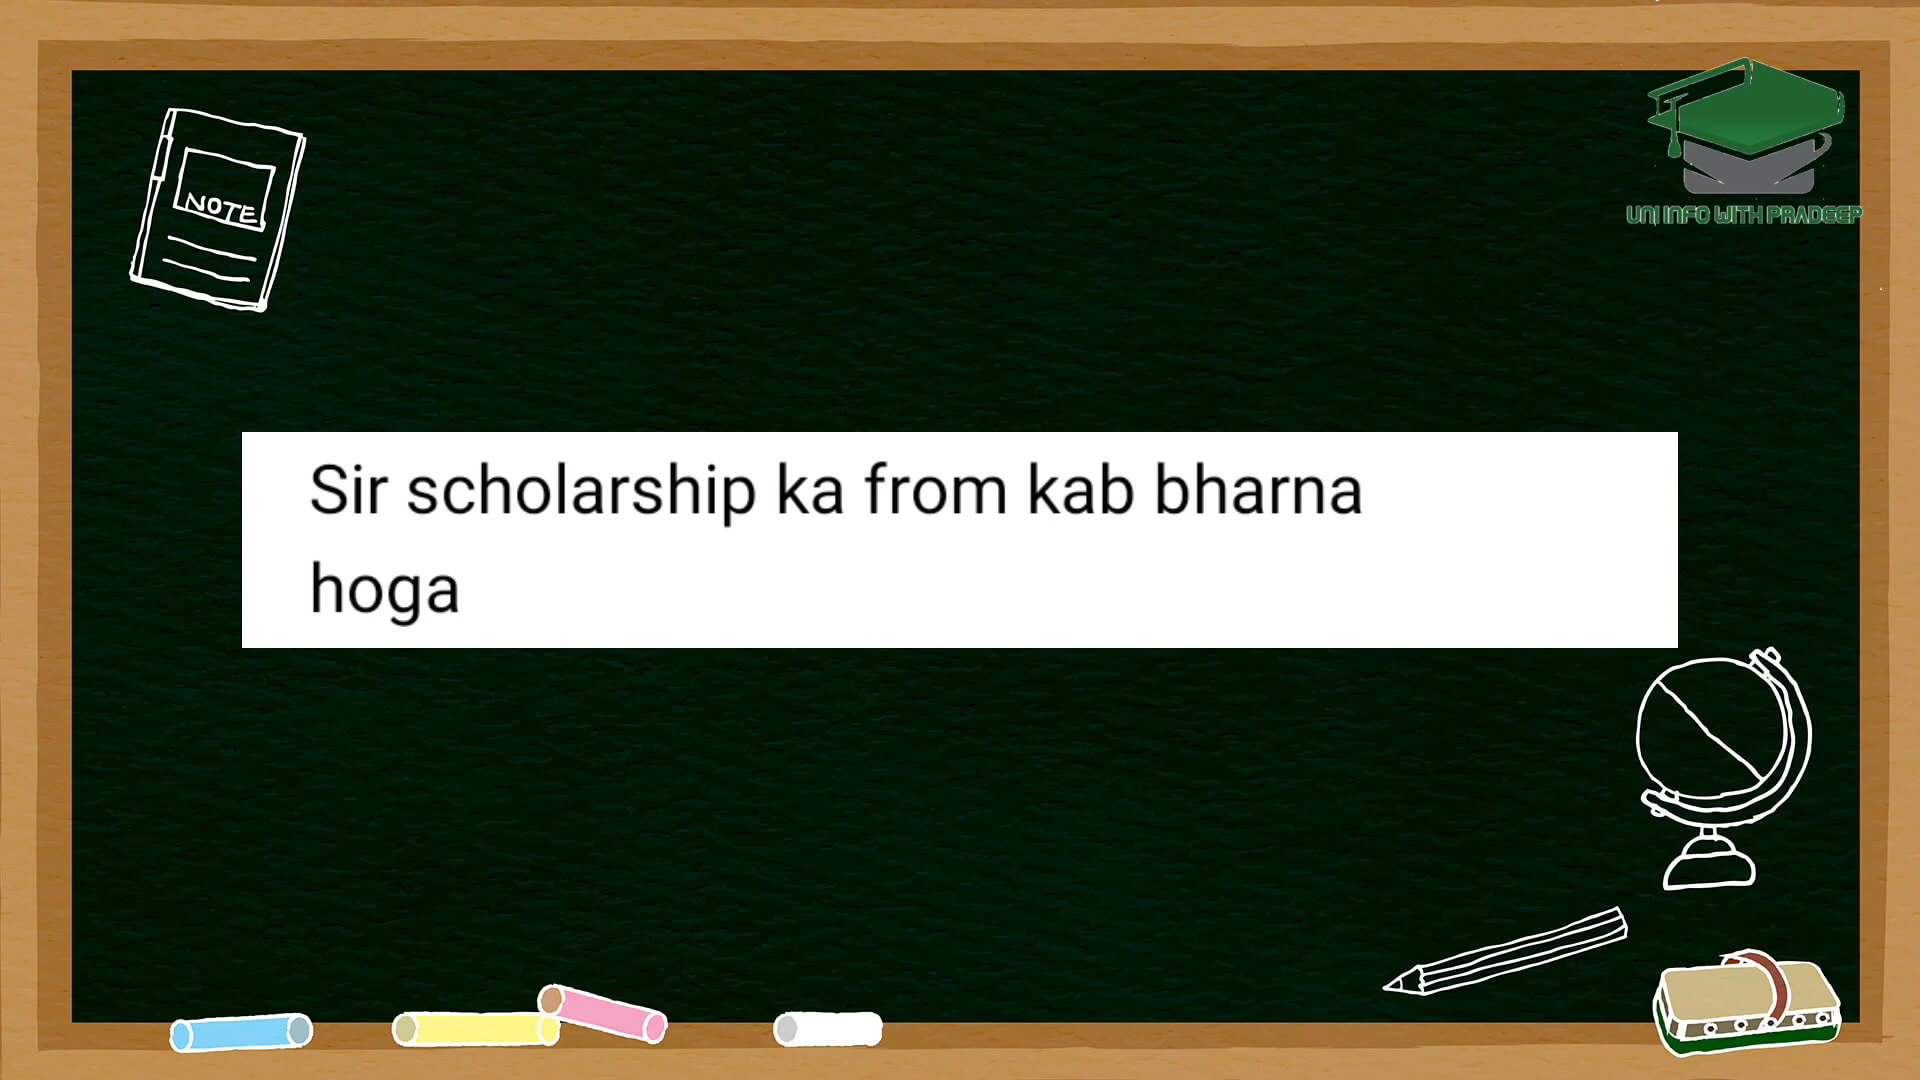 NOTE
UNI INFO WITH PRADEEP
Sir scholarship ka from kab bharna
hoga